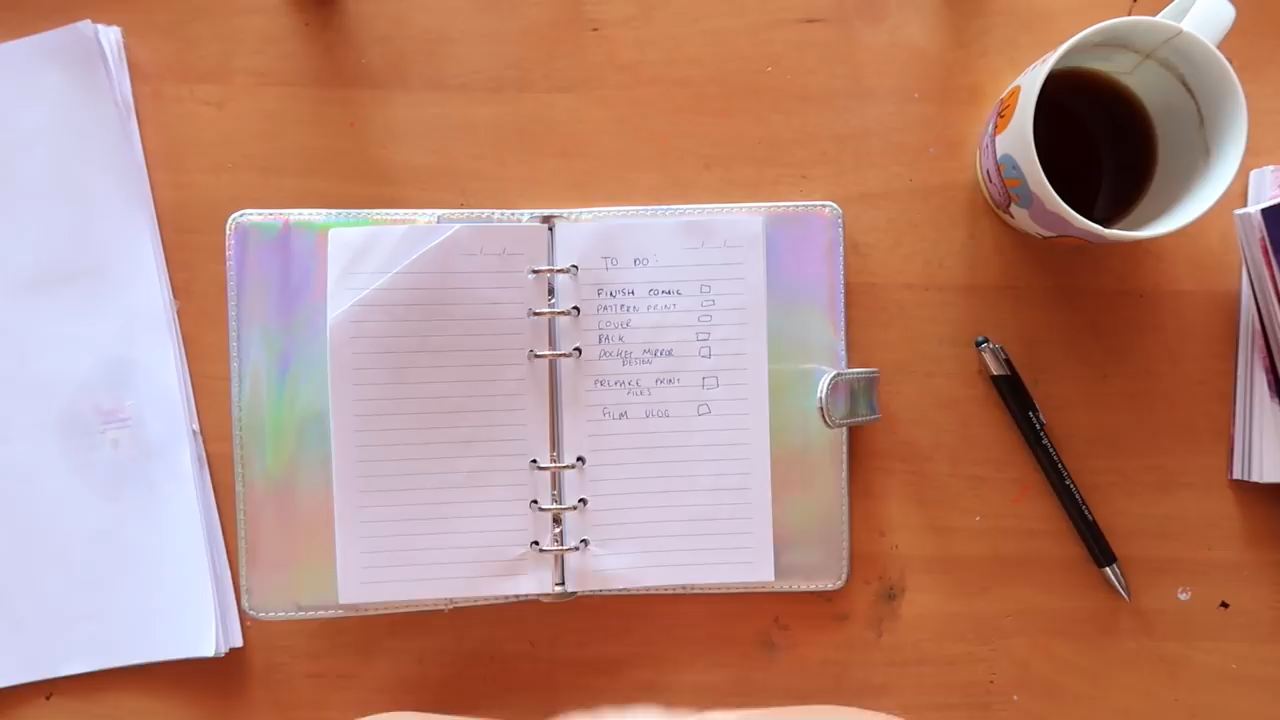 TO DO:
FINISH COMIC
PATTERN PRINT
COVER
BACK
POCKET MIRROR
DESIGN
PREPARE PRINT
FILES
FILM VLOG